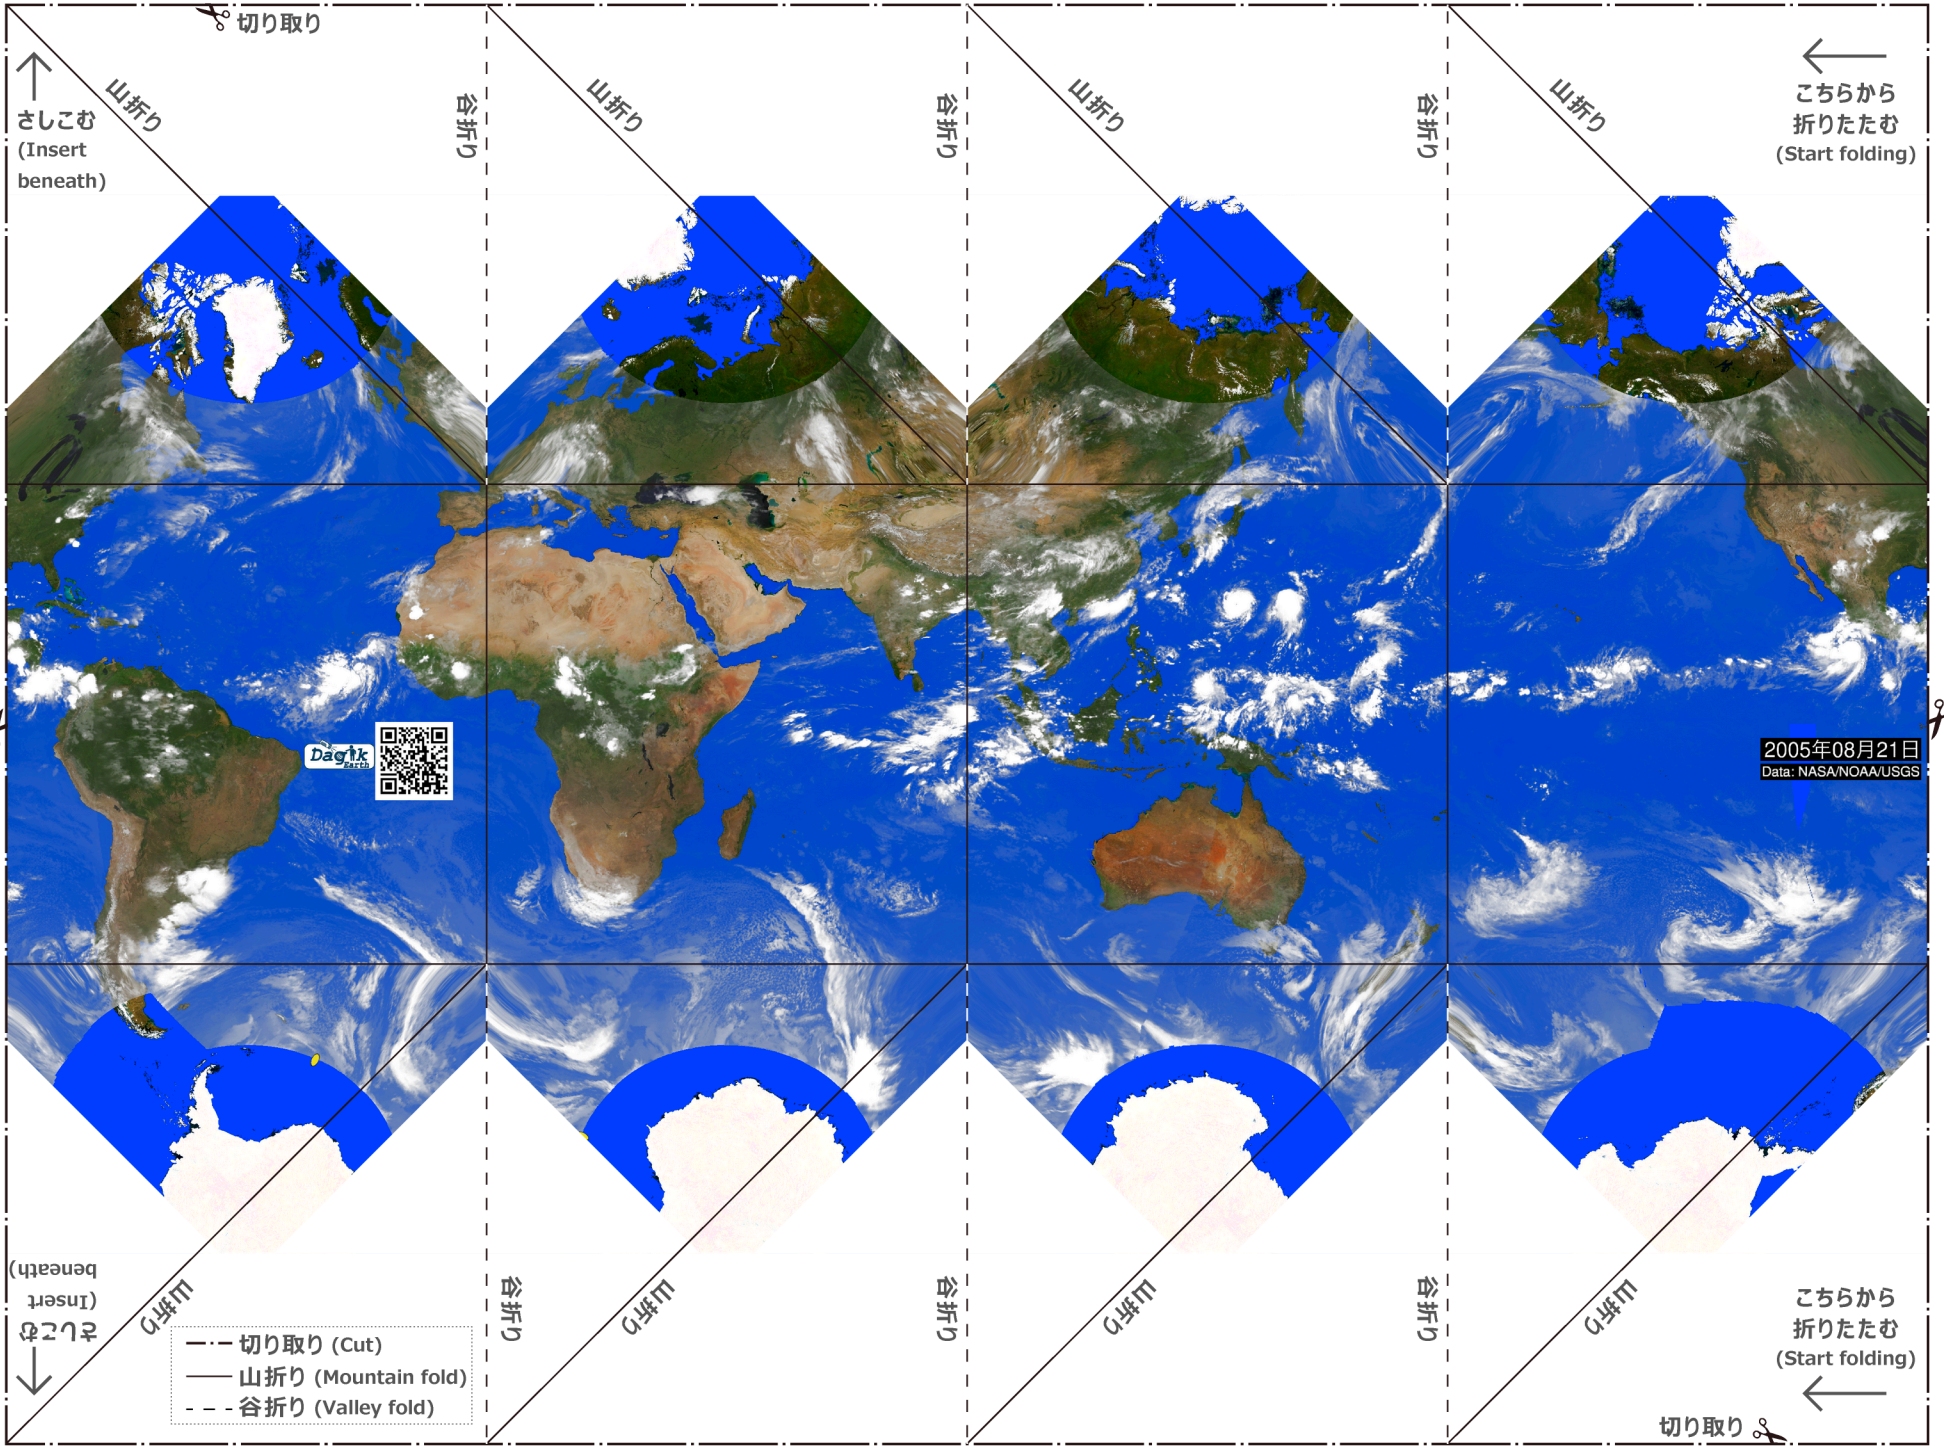 切り取り
山折り
谷折り
山折り
谷折り
山折り
谷折り
山折り
さしこむ
(Insert
beneath)
こちらから
折りたたむ
(Start folding)
Dagik
Earth
2005年08月21日
Data: NASA/NOAA/USGS
さしこむ
(Insert
beneath)
山折り
谷折り
山折り
谷折り
山折り
谷折り
山折り
こちらから
折りたたむ
(Start folding)
切り取り (Cut)
山折り (Mountain fold)
谷折り (Valley fold)
切り取り